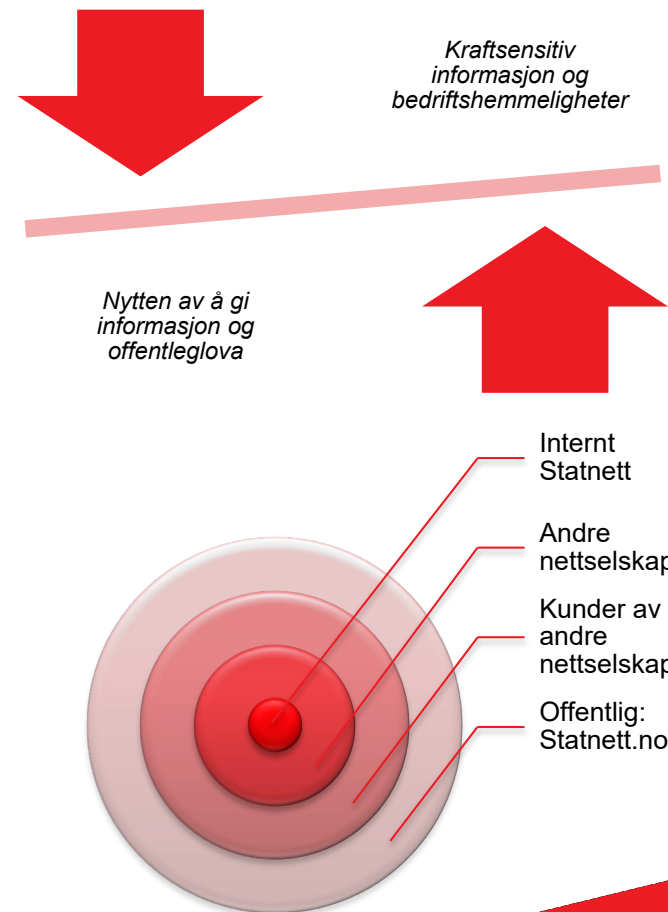 Kraftsensitiv
informasjon og
bedriftshemmeligheter
Nytten av å gi
informasjon og
offentleglova
Internt
Statnett
Andre
nettselskap
Kunder av
andre
nettselskap
Offentlig:
Statnett.no